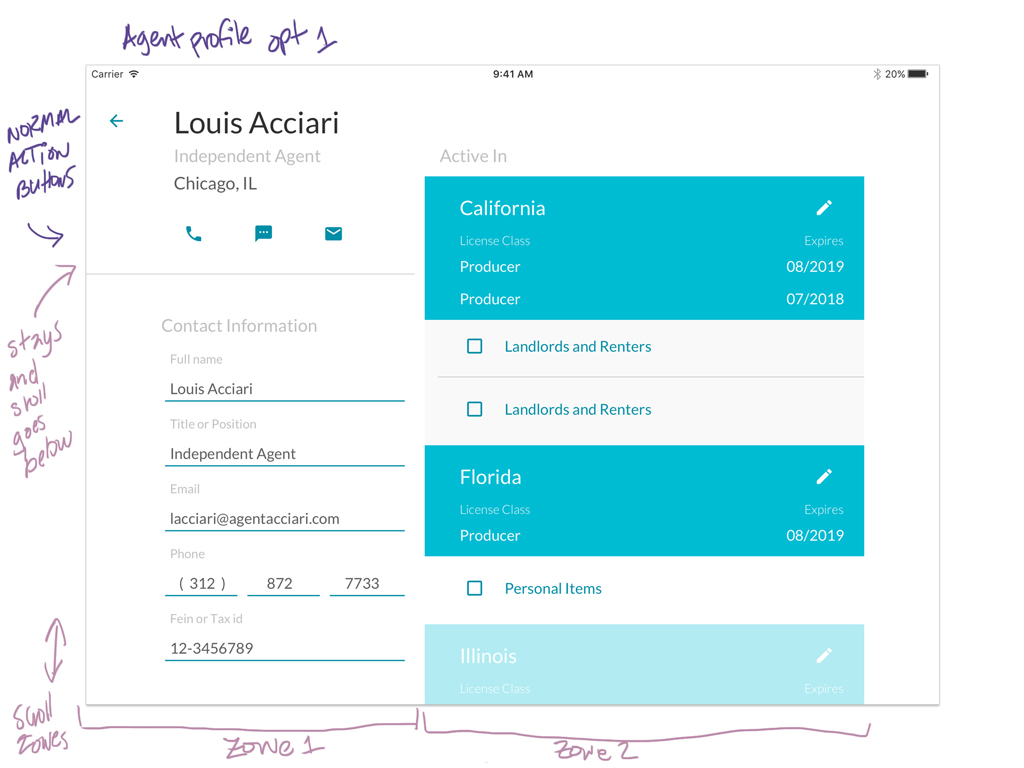 Agent profile opt 1
Carrier 9:41 AM 20%
NORMAL
ACTION
BUTTONS
Louis Acciari
Independent Agent
Chicago, IL
stays
and
sroll
goes
below
Contact Information
Full name
Louis Acciari
Title or Position
Independent Agent
Email
lacciari@agentacciari.com
Phone
( 312 ) 872 7733
Fein or Tax id
12-3456789
Active In
California
License Class Expires
Producer 08/2019
Producer 07/2018
Landlords and Renters
Landlords and Renters
Florida
License Class Expires
Producer 08/2019
Personal Items
Illinois
License Class Expires
Scroll
Zones
Zone 1
Zone 2